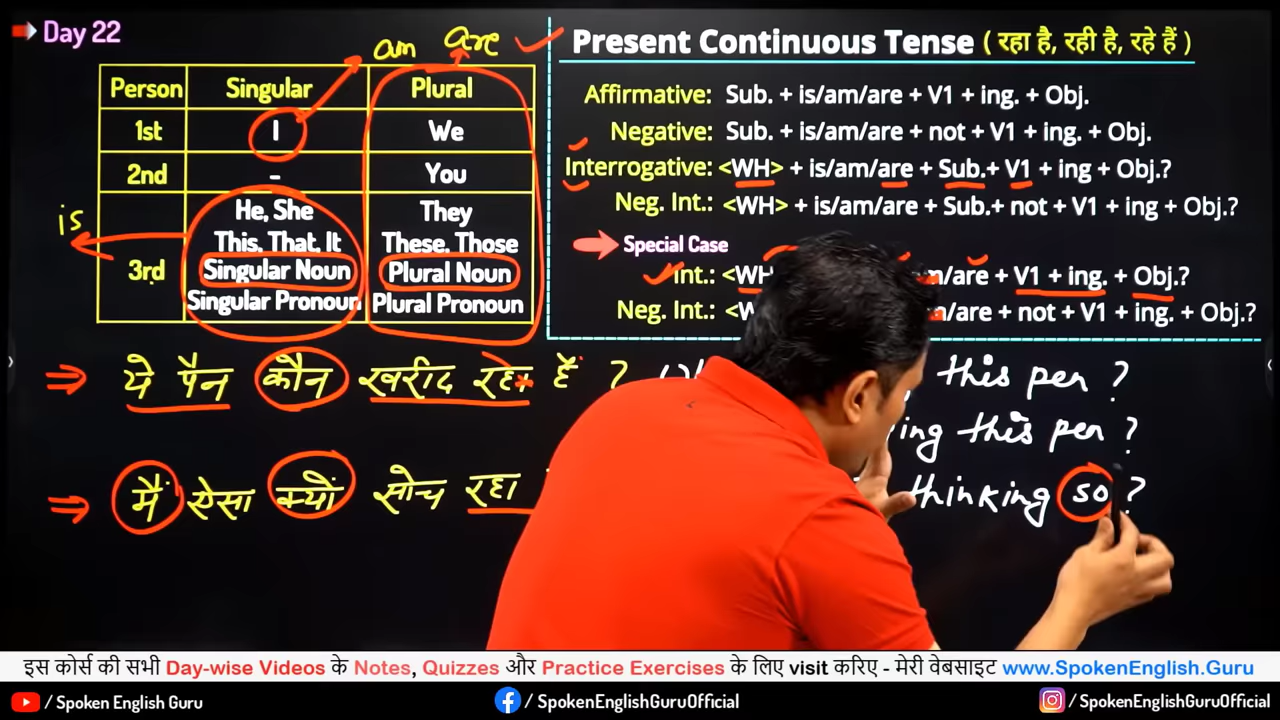 Day 22
am are
Present Continuous Tense ( रहा है, रही है, रहे हैं )
Person Singular Plural
1st I We
2nd - You
is
3rd
He, She
This, That, It
Singular Noun
Singular Pronoun
They
These, Those
Plural Noun
Plural Pronoun
Affirmative: Sub. + is/am/are + V1 + ing. + Obj.
Negative: Sub. + is/am/are + not + V1 + ing. + Obj.
Interrogative: <WH> + is/am/are + Sub.+ V1 + ing + Obj.?
Neg. Int.: <WH> + is/am/are + Sub.+ not + V1 + ing + Obj.?
Special Case
Int.: <WH /are + V1 + ing. + Obj.?
Neg. Int.: <W /are + not + V1 + ing. + Obj.?
ये पैन कौन खरीद रहा है ? this pen ?
ing this pen ?
मैं ऐसा क्यों सोच रहा thinking so ?
इस कोर्स की सभी Day-wise Videos के Notes, Quizzes और Practice Exercises के लिए visit करिए - मेरी वेबसाइट www.SpokenEnglish.Guru
/ Spoken English Guru
/ SpokenEnglishGuruOfficial
/ SpokenEnglishGuruOfficial